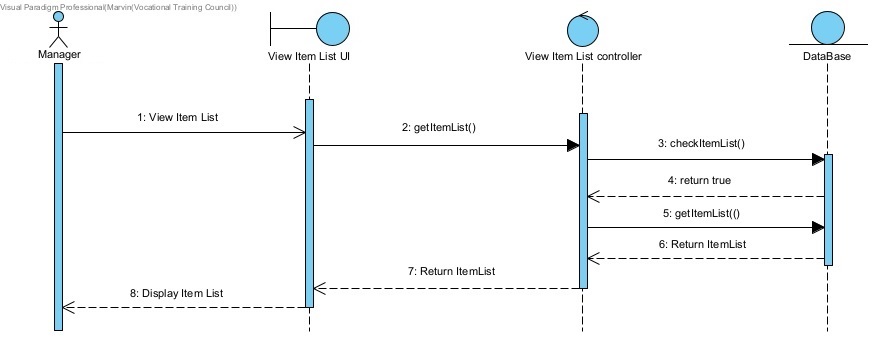 Visual Paradigm Professional(Marvin(Vocational Training Council))
Manager
View Item List UI
View Item List controller
DataBase
1: View Item List
2: getItemList()
3: checkItemList()
4: return true
5: getItemList(()
6: Return ItemList
7: Return ItemList
8: Display Item List